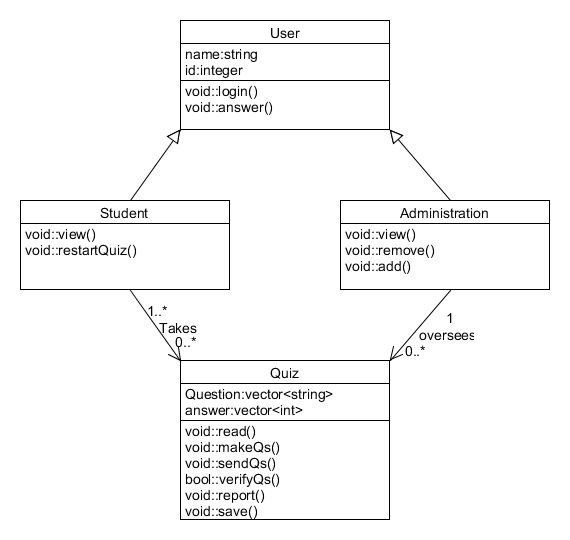 User
name:string
id:integer
void::login()
void::answer()
Student
void::view()
void::restartQuiz()
Administration
void::view()
void::remove()
void::add()
1..*
Takes
0..*
1
oversees
0..*
Quiz
Question:vector<string>
answer:vector<int>
void::read()
void::makeQs()
void::sendQs()
bool::verifyQs()
void::report()
void::save()